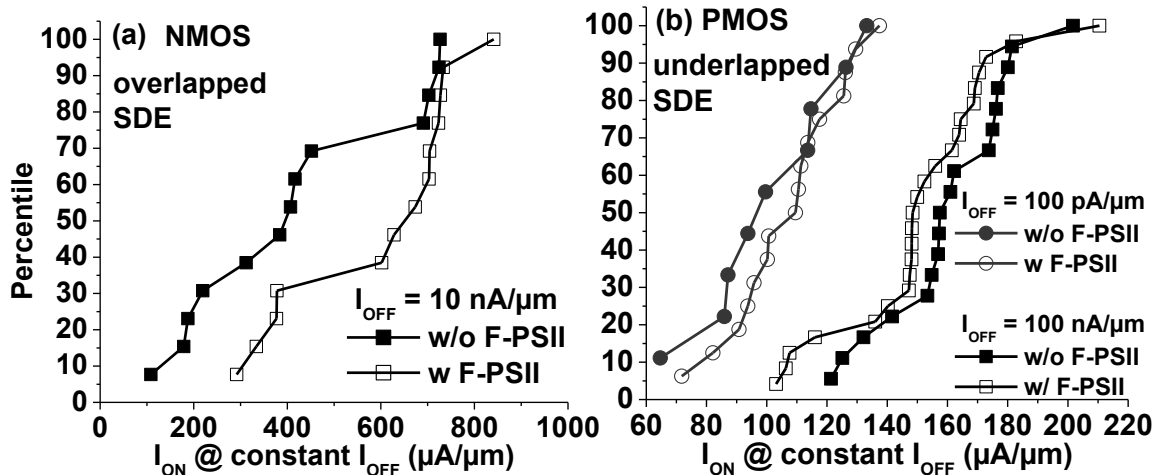 (a) NMOS
overlapped
SDE
Percentile
100
90
80
70
60
50
40
30
20
10
0
I_OFF = 10 nA/µm
w/o F-PSII
w F-PSII
0 200 400 600 800 1000
I_ON @ constant I_OFF (µA/µm)
(b) PMOS
underlapped
SDE
100
90
80
70
60
50
40
30
20
10
0
I_OFF = 100 pA/µm
w/o F-PSII
w F-PSII
I_OFF = 100 nA/µm
w/o F-PSII
w/ F-PSII
60 80 100 120 140 160 180 200 220
I_ON @ constant I_OFF (µA/µm)